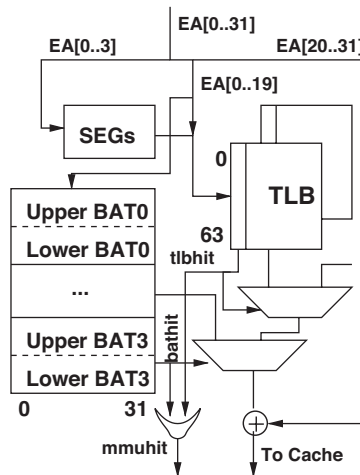 EA[0..31]
EA[0..3]
EA[20..31]
EA[0..19]
SEGs
0
TLB
63
Upper BAT0
Lower BAT0
tlbhit
...
bathit
Upper BAT3
Lower BAT3
0 31
mmuhit
+
To Cache